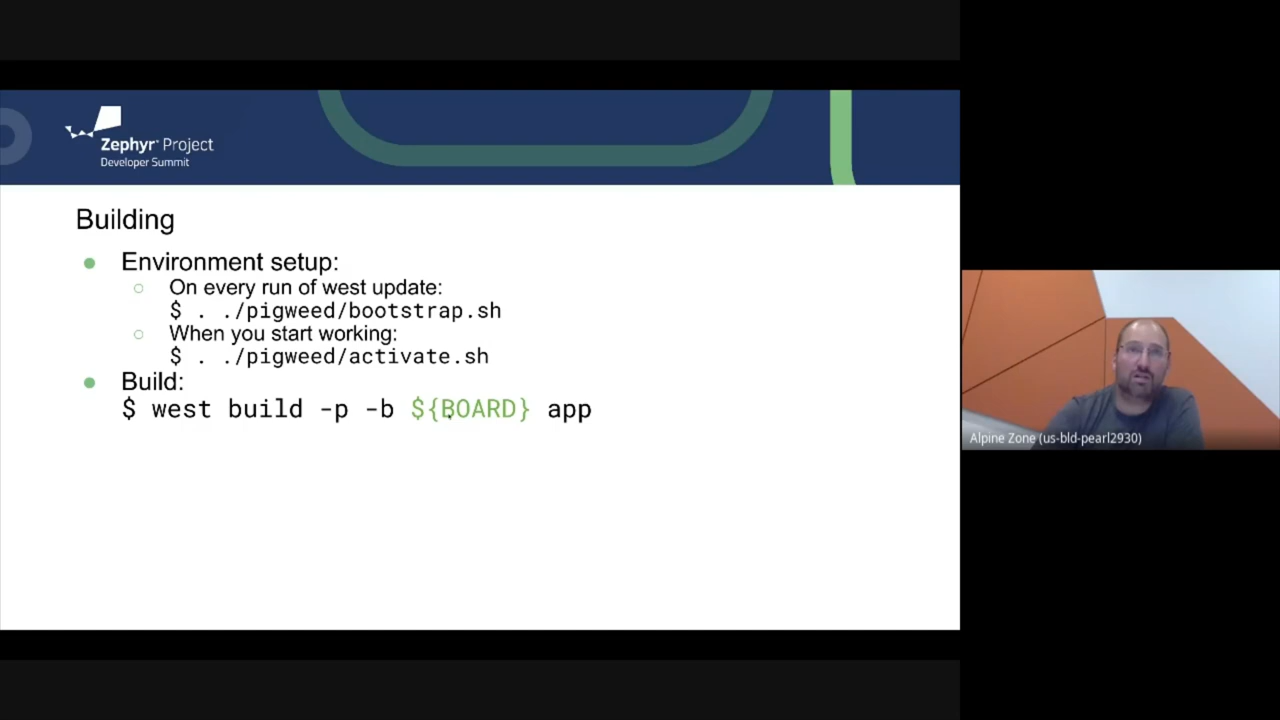 Zephyr® Project
Developer Summit
Building
● Environment setup:
○ On every run of west update:
$ . ./pigweed/bootstrap.sh
○ When you start working:
$ . ./pigweed/activate.sh
● Build:
$ west build -p -b ${BOARD} app
Alpine Zone (us-bld-pearl2930)